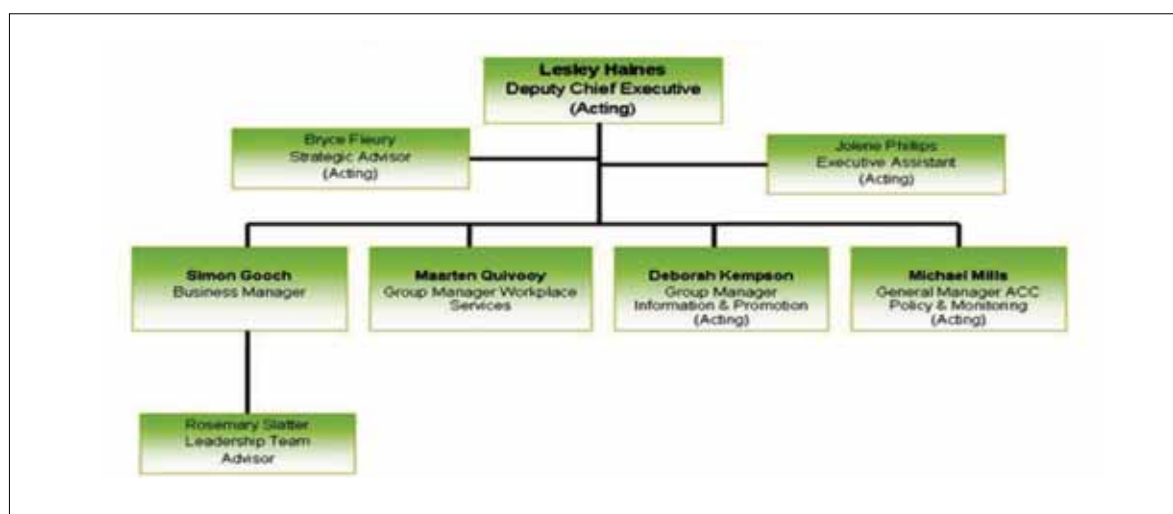 Lesley Haines
Deputy Chief Executive
(Acting)
Bryce Fleury
Strategic Advisor
(Acting)
Jolene Phillips
Executive Assistant
(Acting)
Simon Gooch
Business Manager
Maarten Quivooy
Group Manager Workplace
Services
Deborah Kempson
Group Manager
Information & Promotion
(Acting)
Michael Mills
General Manager ACC
Policy & Monitoring
(Acting)
Rosemary Slatter
Leadership Team
Advisor